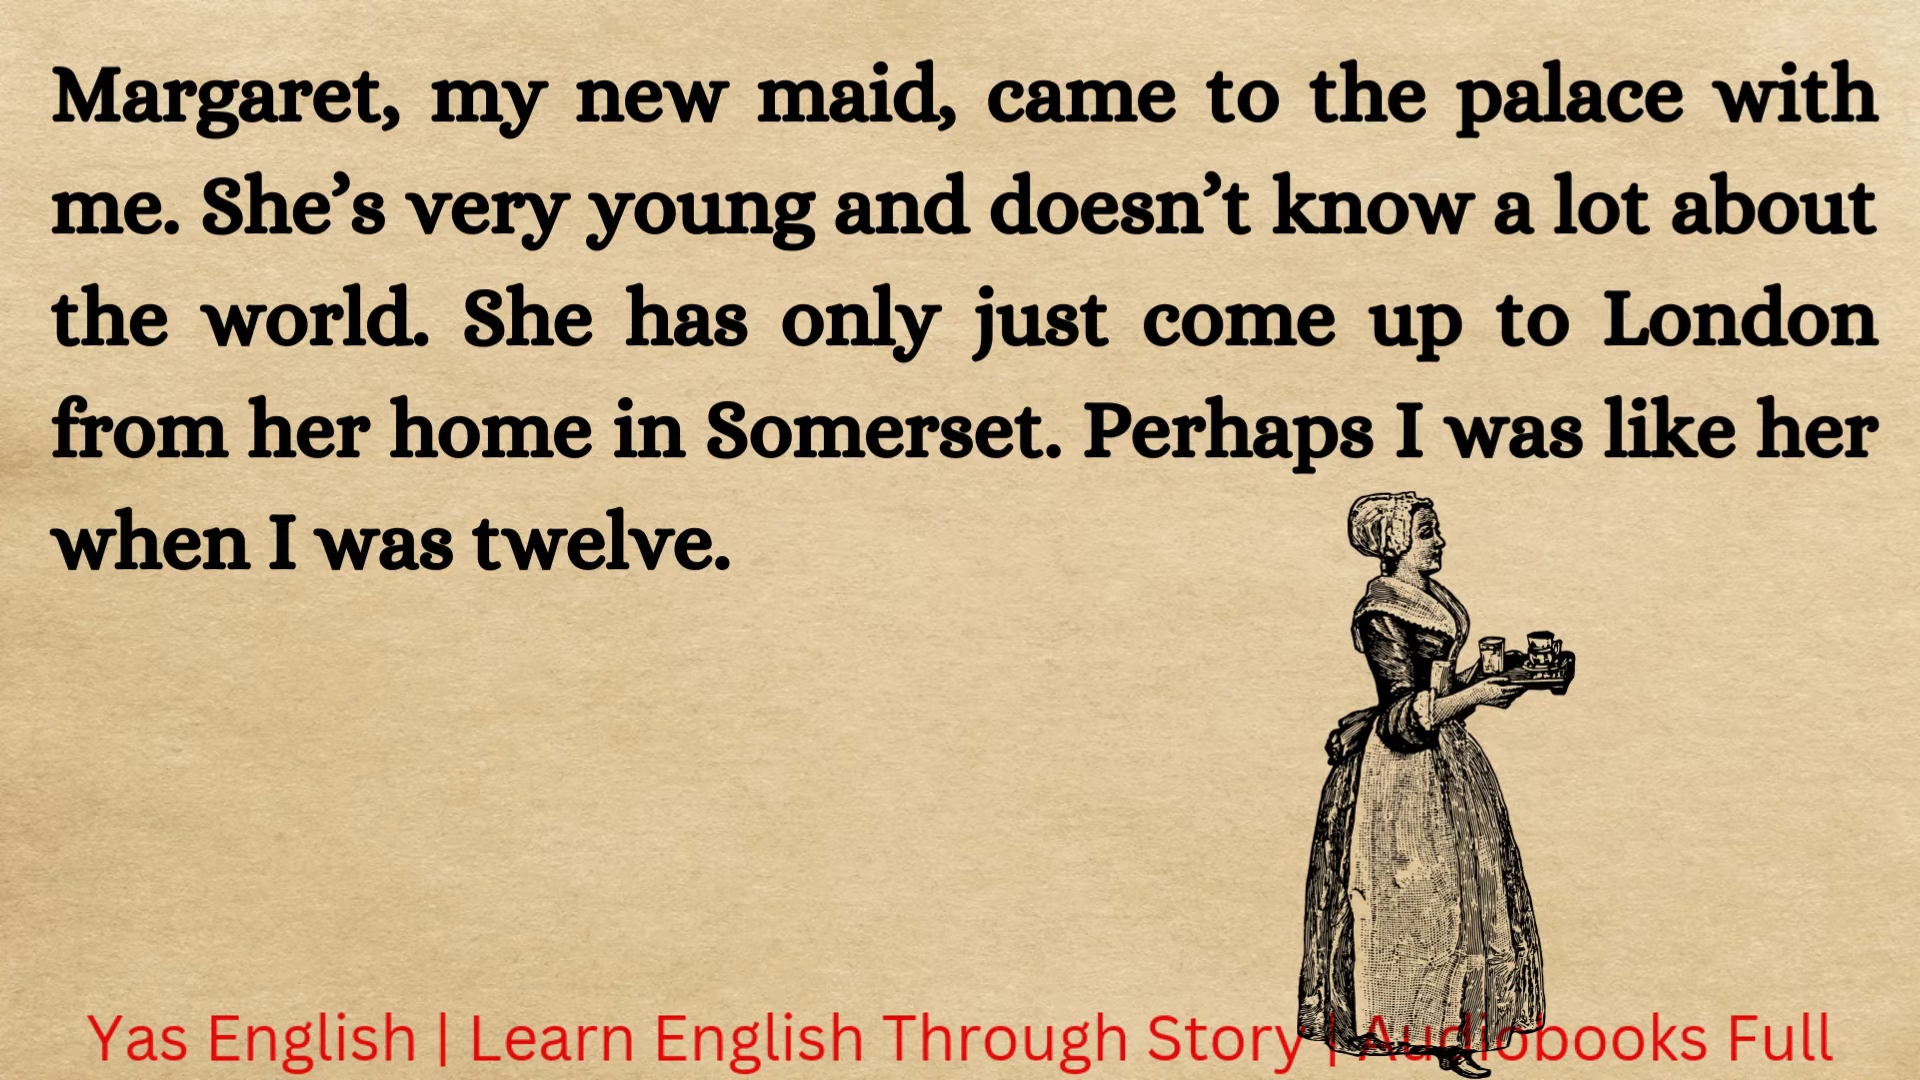 Margaret, my new maid, came to the palace with
me. She’s very young and doesn’t know a lot about
the world. She has only just come up to London
from her home in Somerset. Perhaps I was like her
when I was twelve.
Yas English | Learn English Through Story | Audiobooks Full